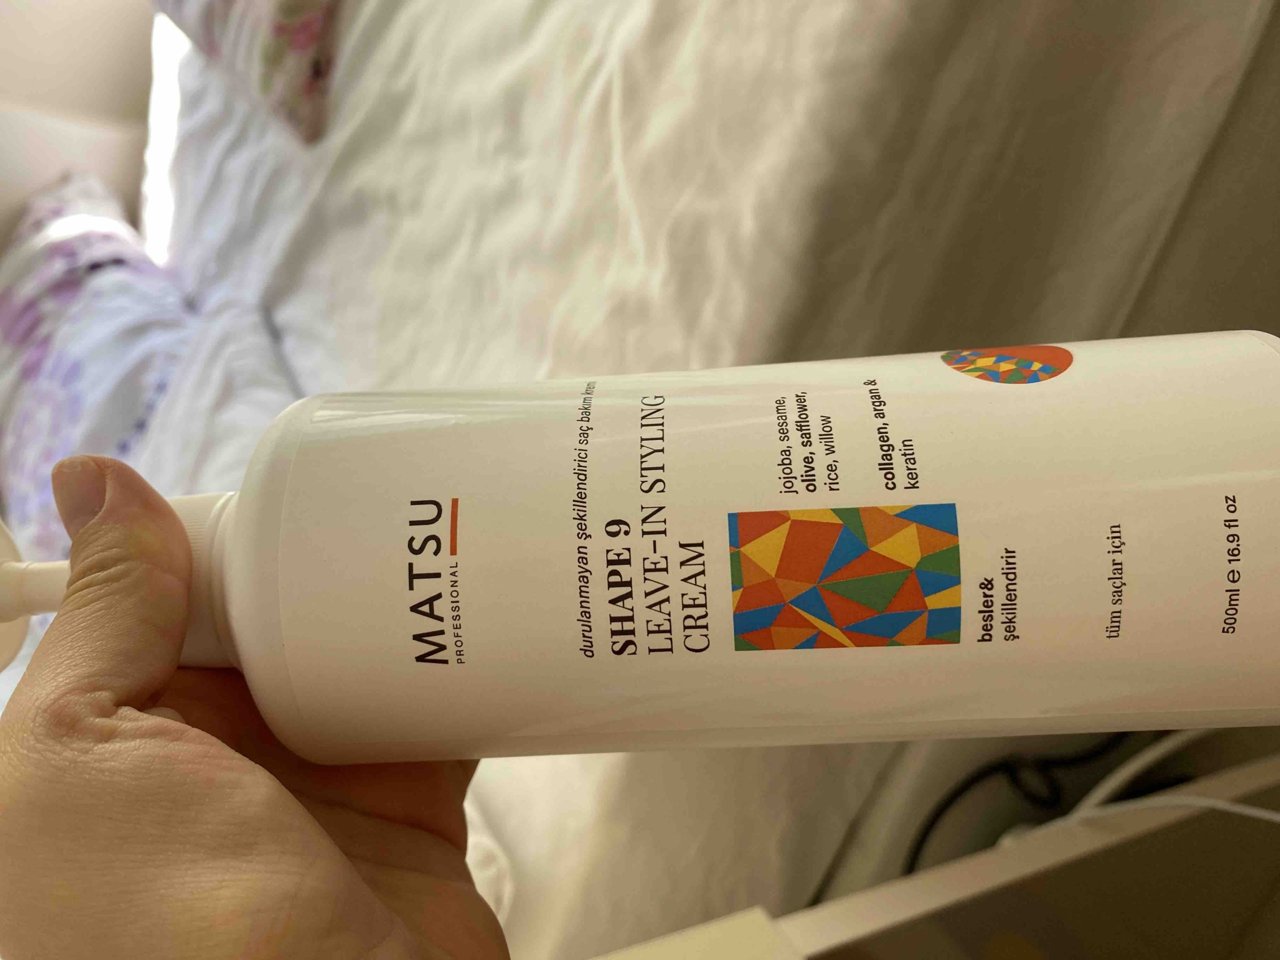 MATSU
PROFESSIONAL
durulanmayan şekillendirici saç bakım kremi
SHAPE 9
LEAVE-IN STYLING
CREAM
jojoba, sesame,
olive, safflower,
rice, willow
collagen, argan &
keratin
besler&
şekillendirir
tüm saçlar için
500ml e 16.9 fl oz